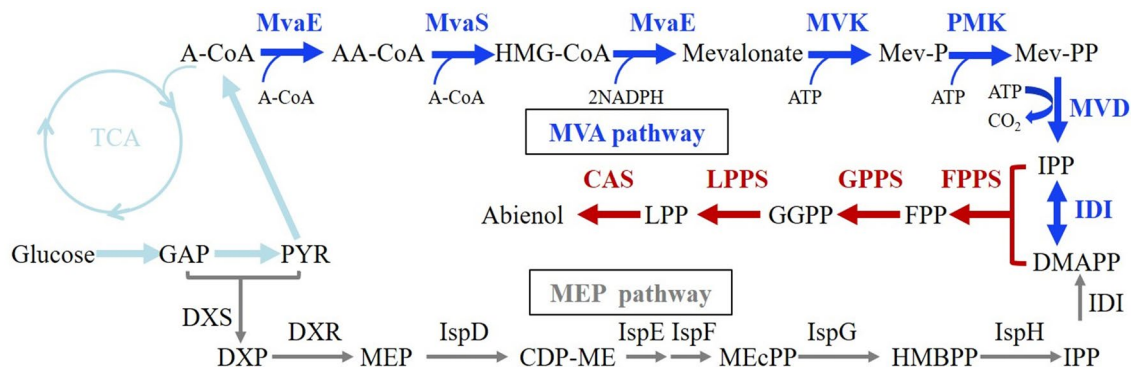 MvaE MvaS MvaE MVK PMK
A-CoA AA-CoA HMG-CoA Mevalonate Mev-P Mev-PP
A-CoA A-CoA 2NADPH ATP ATP ATP
CO2 MVD
TCA MVA pathway
CAS LPPS GPPS FPPS IPP
Abienol LPP GGPP FPP IDI
Glucose GAP PYR DMAPP
MEP pathway
DXS IDI
DXR IspD IspE IspF IspG IspH
DXP MEP CDP-ME MEcPP HMBPP IPP